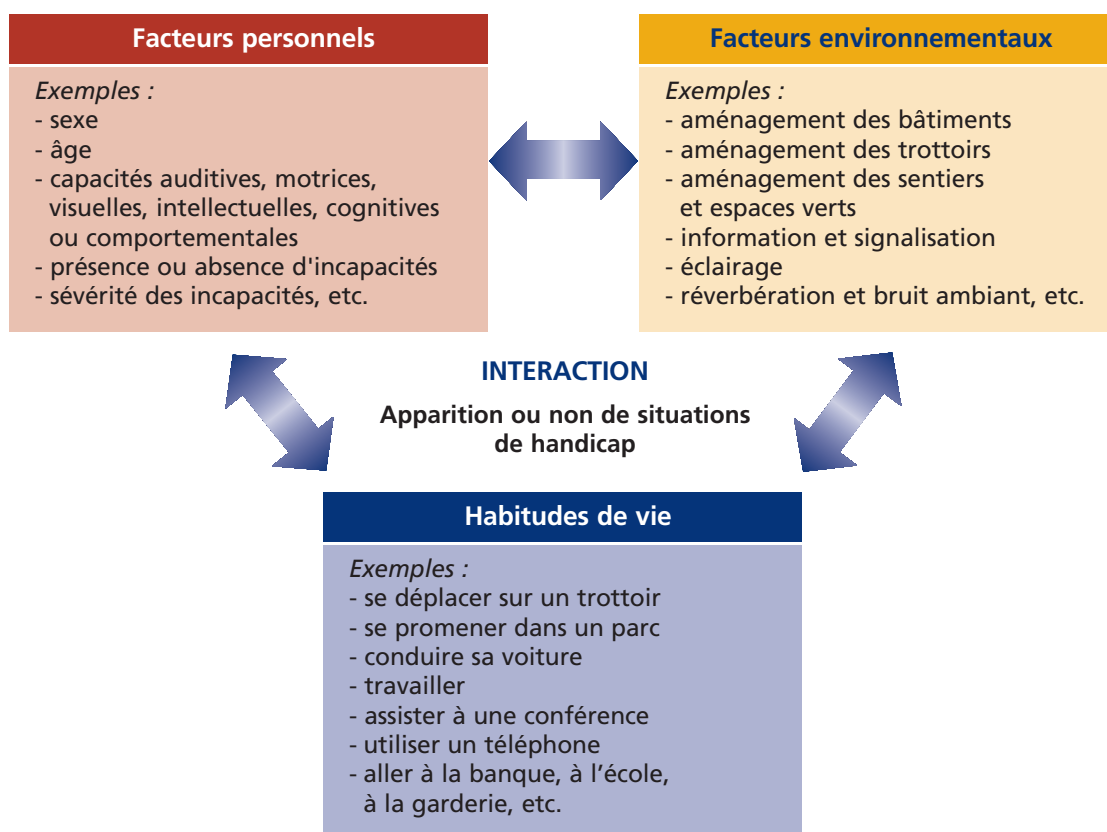 Facteurs personnels
Exemples :
- sexe
- âge
- capacités auditives, motrices,
visuelles, intellectuelles, cognitives
ou comportementales
- présence ou absence d'incapacités
- sévérité des incapacités, etc.
Facteurs environnementaux
Exemples :
- aménagement des bâtiments
- aménagement des trottoirs
- aménagement des sentiers
et espaces verts
- information et signalisation
- éclairage
- réverbération et bruit ambiant, etc.
INTERACTION
Apparition ou non de situations
de handicap
Habitudes de vie
Exemples :
- se déplacer sur un trottoir
- se promener dans un parc
- conduire sa voiture
- travailler
- assister à une conférence
- utiliser un téléphone
- aller à la banque, à l’école,
à la garderie, etc.